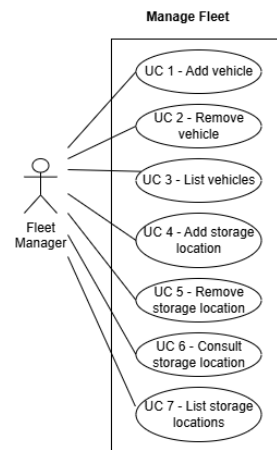 Manage Fleet
UC 1 - Add vehicle
UC 2 - Remove
vehicle
UC 3 - List vehicles
Fleet
Manager
UC 4 - Add storage
location
UC 5 - Remove
storage location
UC 6 - Consult
storage location
UC 7 - List storage
locations